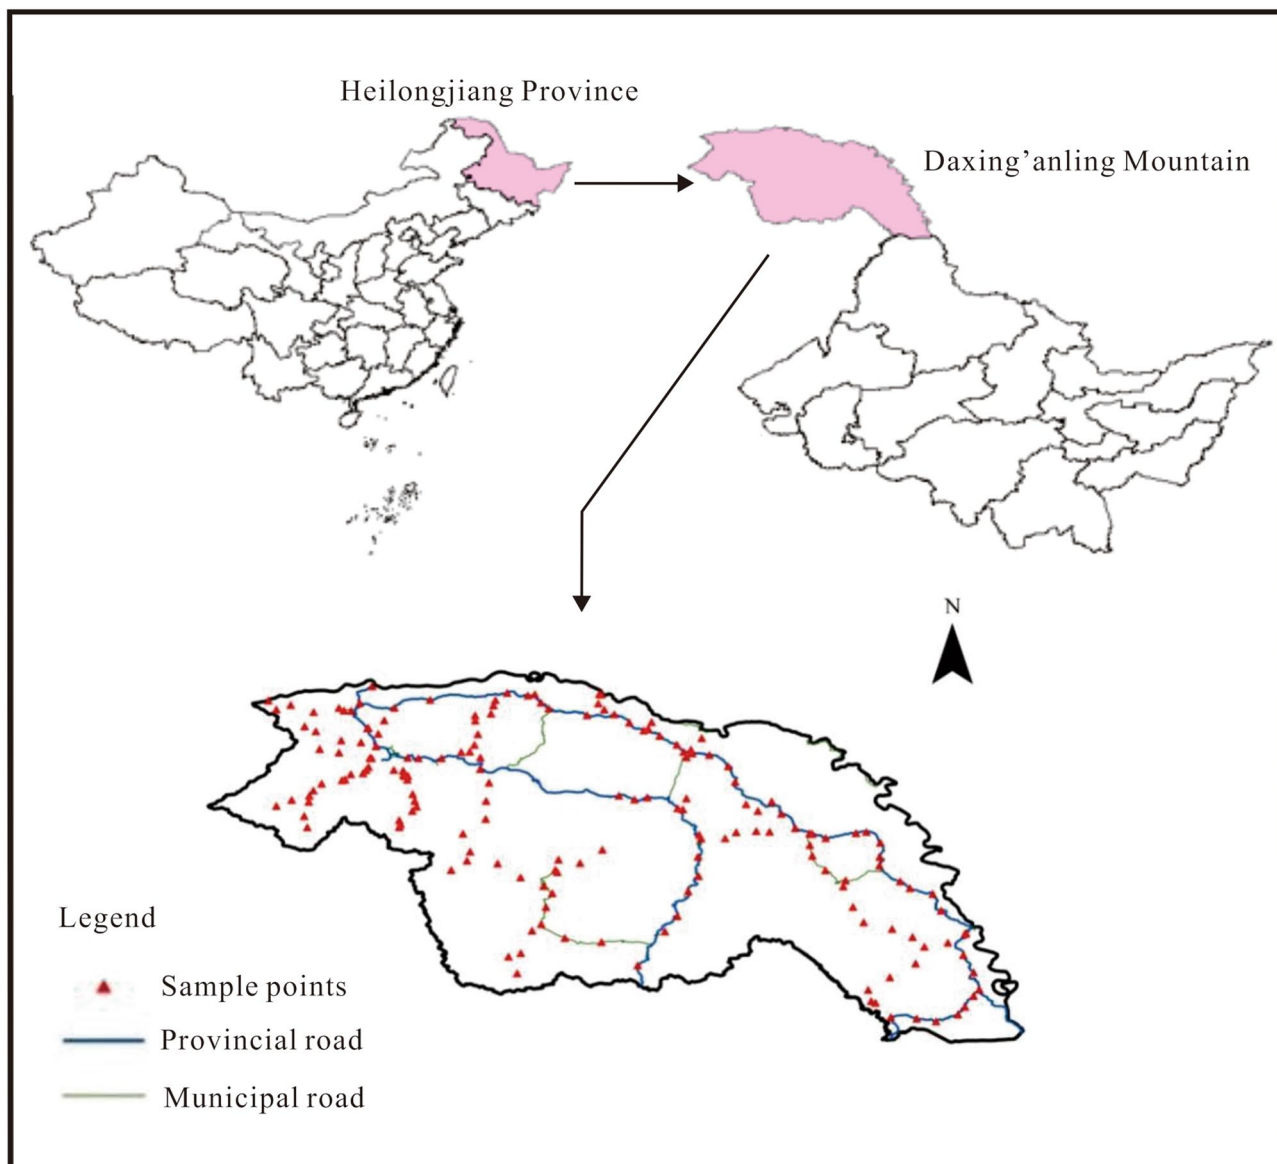 Heilongjiang Province
Daxing’anling Mountain
N
Legend
Sample points
Provincial road
Municipal road